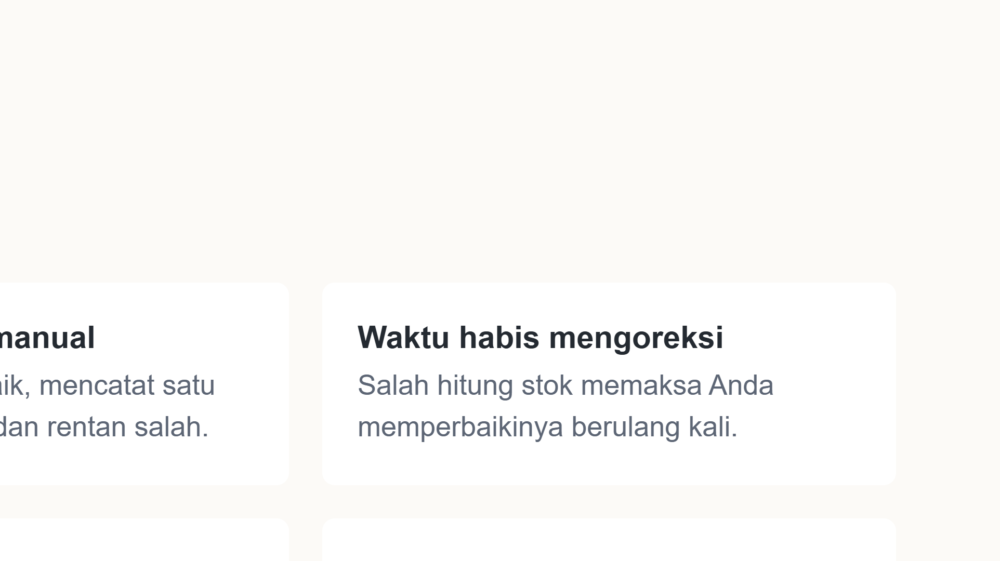 manual
ik, mencatat satu
dan rentan salah.
Waktu habis mengoreksi
Salah hitung stok memaksa Anda
memperbaikinya berulang kali.